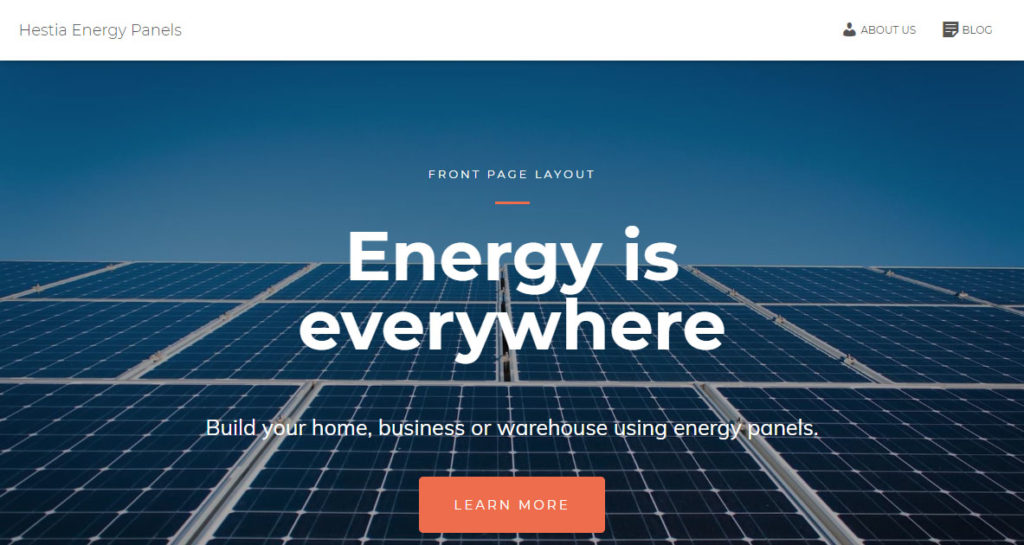 Hestia Energy Panels
ABOUT US
BLOG
FRONT PAGE LAYOUT
Energy is
everywhere
Build your home, business or warehouse using energy panels.
LEARN MORE